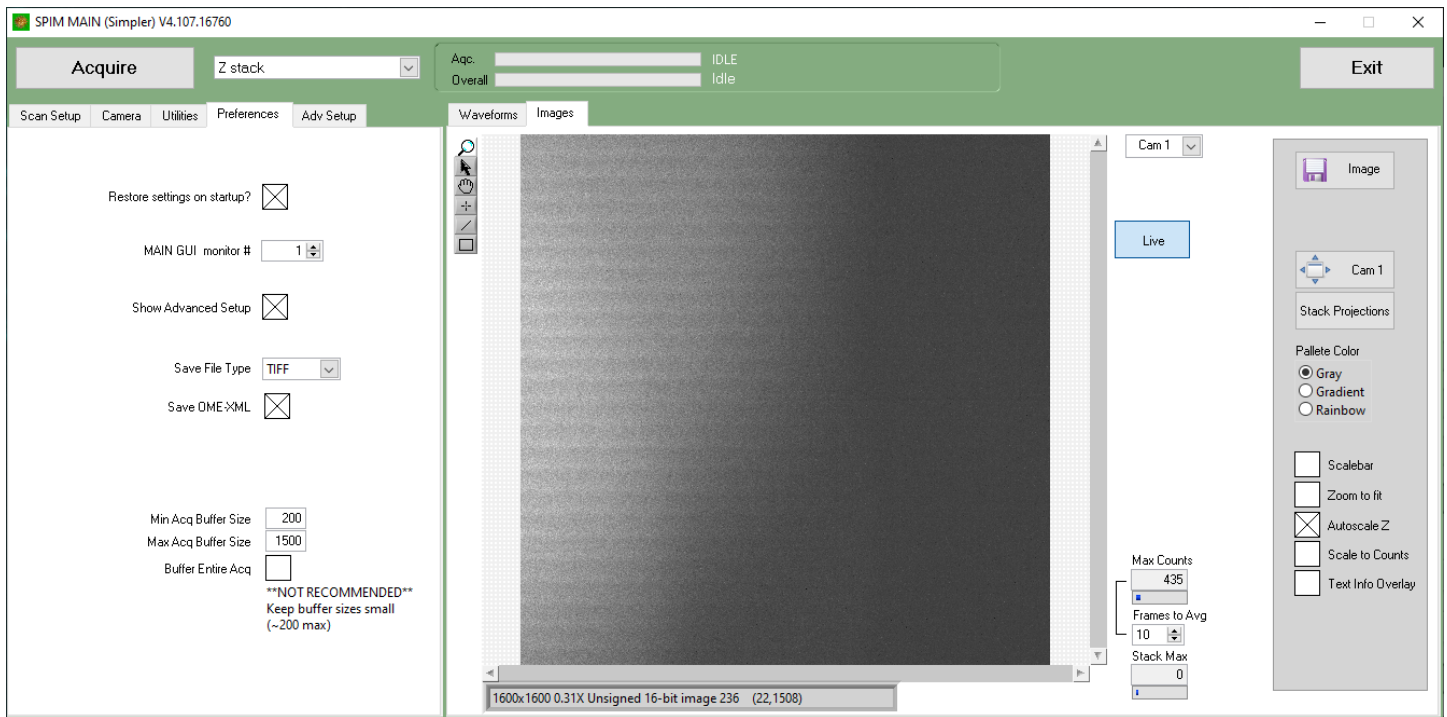 SPIM MAIN (Simpler) V4.107.16760
Acquire
Z stack
Aqc.
IDLE
Overall
Idle
Exit
Scan Setup
Camera
Utilities
Preferences
Adv Setup
Waveforms
Images
Restore settings on startup?
MAIN GUI monitor #
1
Show Advanced Setup
Save File Type
TIFF
Save OME-XML
Min Acq Buffer Size
200
Max Acq Buffer Size
1500
Buffer Entire Acq
**NOT RECOMMENDED**
Keep buffer sizes small
(~200 max)
Cam 1
Live
Max Counts
435
Frames to Avg
10
Stack Max
0
1600x1600 0.31X Unsigned 16-bit image 236 (22,1508)
Image
Cam 1
Stack Projections
Pallete Color
Gray
Gradient
Rainbow
Scalebar
Zoom to fit
Autoscale Z
Scale to Counts
Text Info Overlay